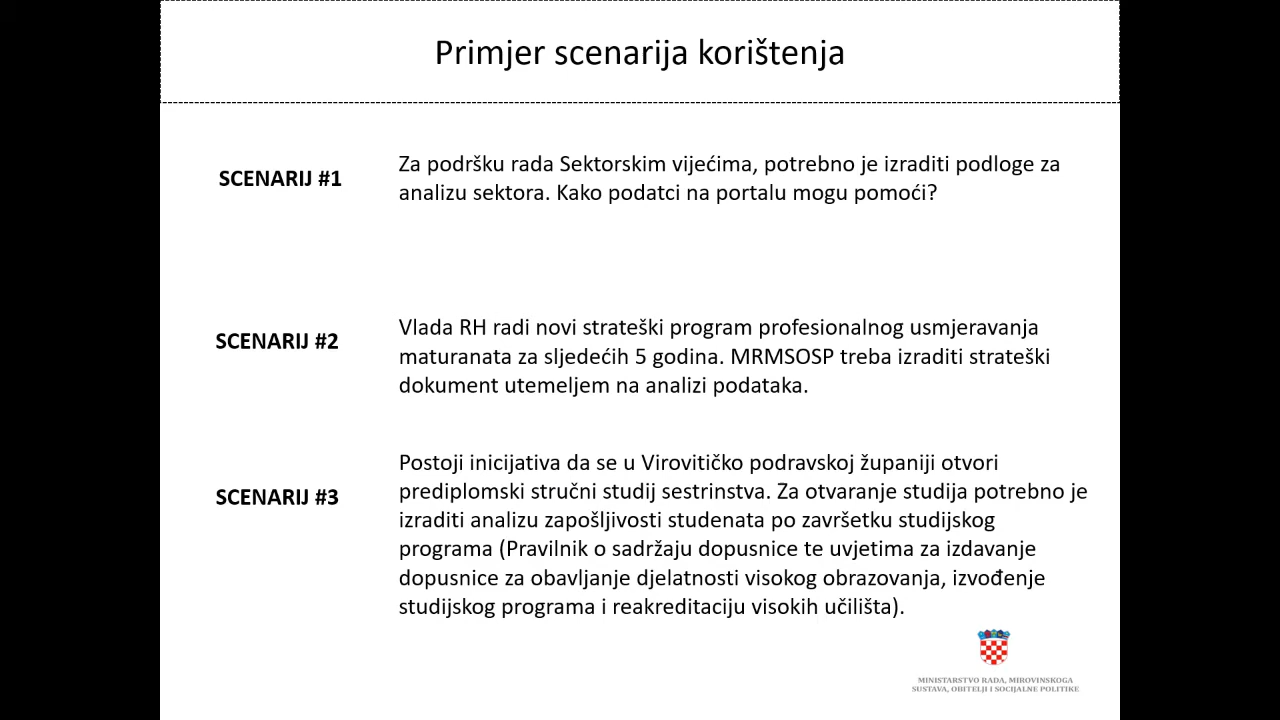 Primjer scenarija korištenja
SCENARIJ #1
Za podršku rada Sektorskim vijećima, potrebno je izraditi podloge za
analizu sektora. Kako podatci na portalu mogu pomoći?
SCENARIJ #2
Vlada RH radi novi strateški program profesionalnog usmjeravanja
maturanata za sljedećih 5 godina. MRMSOSP treba izraditi strateški
dokument utemeljem na analizi podataka.
SCENARIJ #3
Postoji inicijativa da se u Virovitičko podravskoj županiji otvori
prediplomski stručni studij sestrinstva. Za otvaranje studija potrebno je
izraditi analizu zapošljivosti studenata po završetku studijskog
programa (Pravilnik o sadržaju dopusnice te uvjetima za izdavanje
dopusnice za obavljanje djelatnosti visokog obrazovanja, izvođenje
studijskog programa i reakreditaciju visokih učilišta).
MINISTARSTVO RADA, MIROVINSKOGA
SUSTAVA, OBITELJI I SOCIJALNE POLITIKE